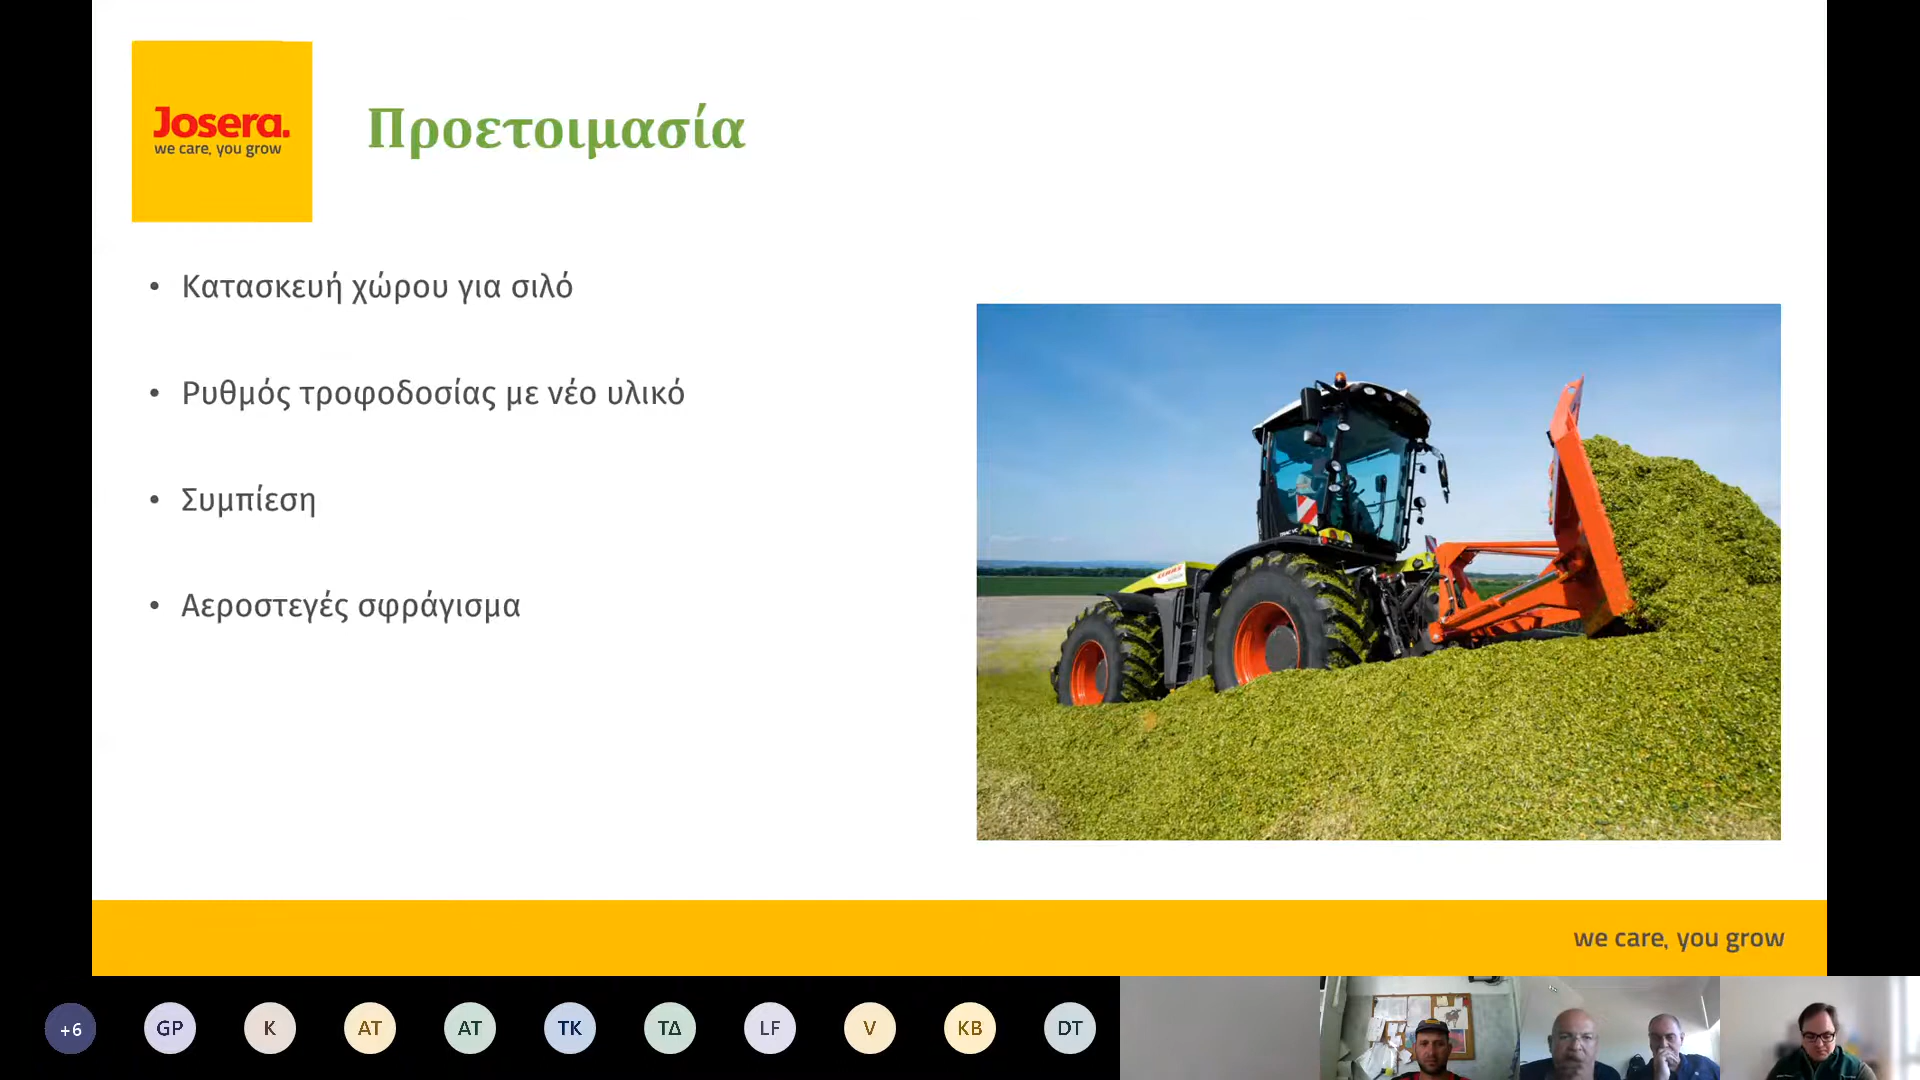 Josera.
we care, you grow
Προετοιμασία
• Κατασκευή χώρου για σιλό
• Ρυθμός τροφοδοσίας με νέο υλικό
• Συμπίεση
• Αεροστεγές σφράγισμα
CLAAS
we care, you grow
+6
GP
K
AT
AT
TK
ΤΔ
LF
V
KB
DT